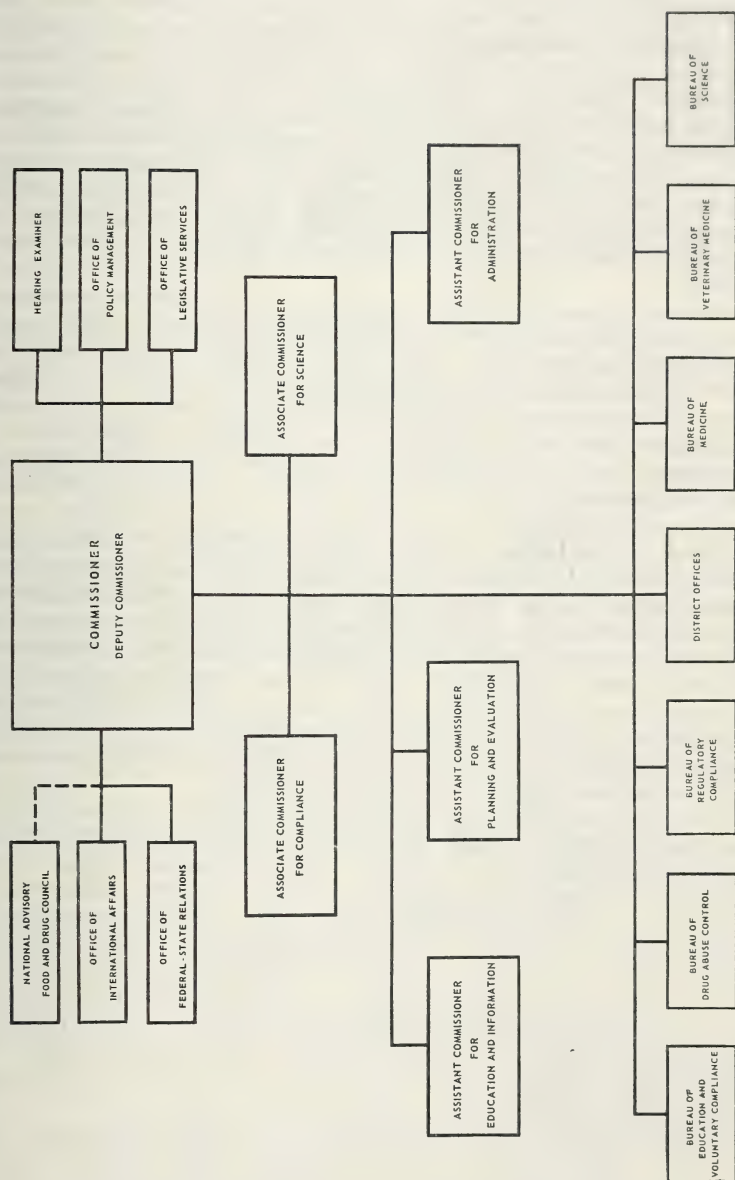 COMMISSIONER
DEPUTY COMMISSIONER
NATIONAL ADVISORY
FOOD AND DRUG COUNCIL
OFFICE OF
INTERNATIONAL AFFAIRS
OFFICE OF
FEDERAL-STATE RELATIONS
HEARING EXAMINER
OFFICE OF
POLICY MANAGEMENT
OFFICE OF
LEGISLATIVE SERVICES
ASSOCIATE COMMISSIONER
FOR COMPLIANCE
ASSOCIATE COMMISSIONER
FOR SCIENCE
ASSISTANT COMMISSIONER
FOR
EDUCATION AND INFORMATION
ASSISTANT COMMISSIONER
FOR
PLANNING AND EVALUATION
ASSISTANT COMMISSIONER
FOR
ADMINISTRATION
BUREAU OF
EDUCATION AND
VOLUNTARY COMPLIANCE
BUREAU OF
DRUG ABUSE CONTROL
BUREAU OF
REGULATORY
COMPLIANCE
DISTRICT OFFICES
BUREAU OF
MEDICINE
BUREAU OF
VETERINARY MEDICINE
BUREAU OF
SCIENCE